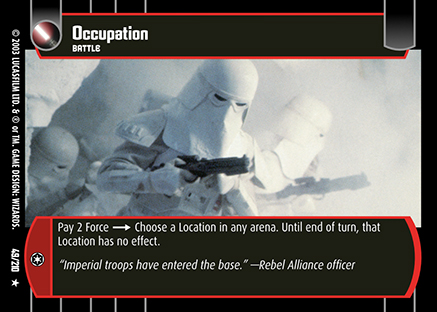 Occupation
BATTLE
© 2003 LUCASFILM LTD. & ® or TM. GAME DESIGN: WIZARDS.
Pay 2 Force → Choose a Location in any arena. Until end of turn, that
Location has no effect.
“Imperial troops have entered the base.” —Rebel Alliance officer
49/210 ★